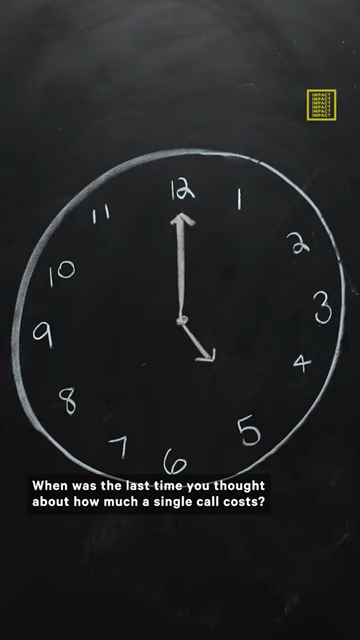 IMPACT
IMPACT
IMPACT
IMPACT
IMPACT
12
11
1
10
2
9
3
8
4
7
5
6
When was the last time you thought
about how much a single call costs?